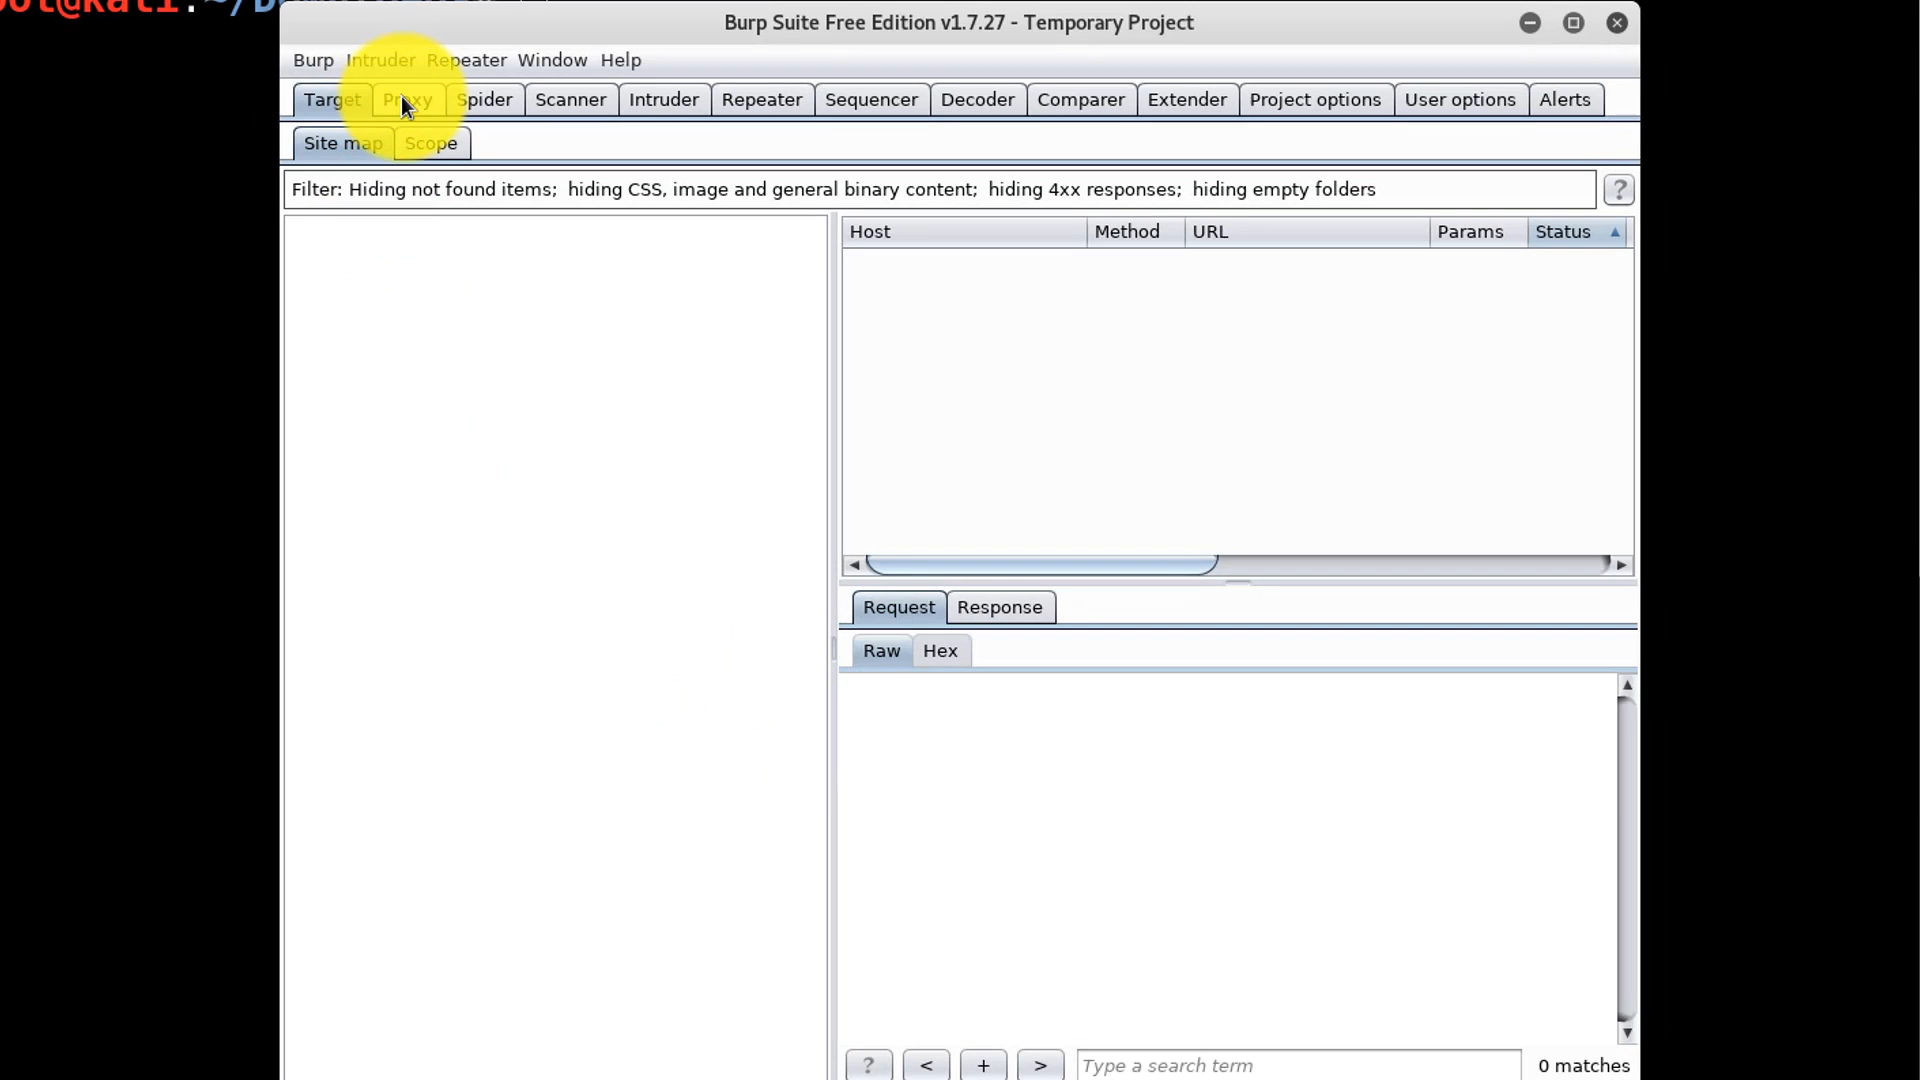 Burp Suite Free Edition v1.7.27 - Temporary Project
Burp Intruder Repeater Window Help
Target Proxy Spider Scanner Intruder Repeater Sequencer Decoder Comparer Extender Project options User options Alerts
Site map Scope
Filter: Hiding not found items; hiding CSS, image and general binary content; hiding 4xx responses; hiding empty folders
?
Host Method URL Params Status
Request Response
Raw Hex
? < + > Type a search term 0 matches